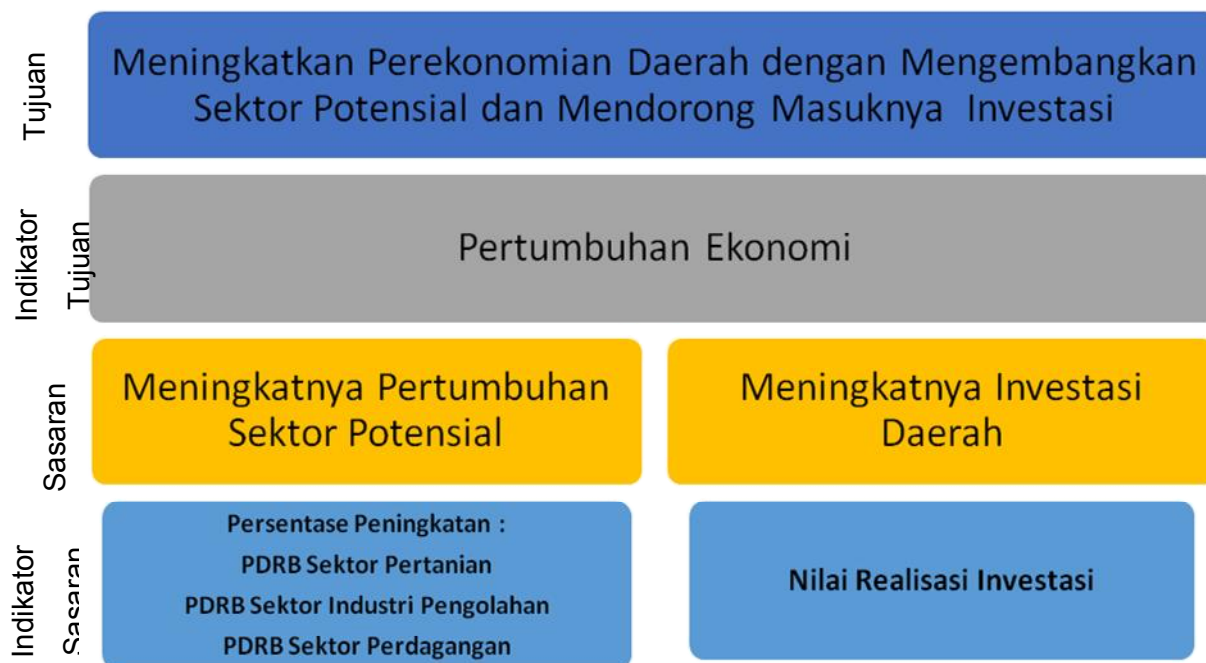 Tujuan
Meningkatkan Perekonomian Daerah dengan Mengembangkan
Sektor Potensial dan Mendorong Masuknya Investasi
Indikator
Tujuan
Pertumbuhan Ekonomi
Sasaran
Meningkatnya Pertumbuhan
Sektor Potensial
Meningkatnya Investasi
Daerah
Indikator
Sasaran
Persentase Peningkatan :
PDRB Sektor Pertanian
PDRB Sektor Industri Pengolahan
PDRB Sektor Perdagangan
Nilai Realisasi Investasi